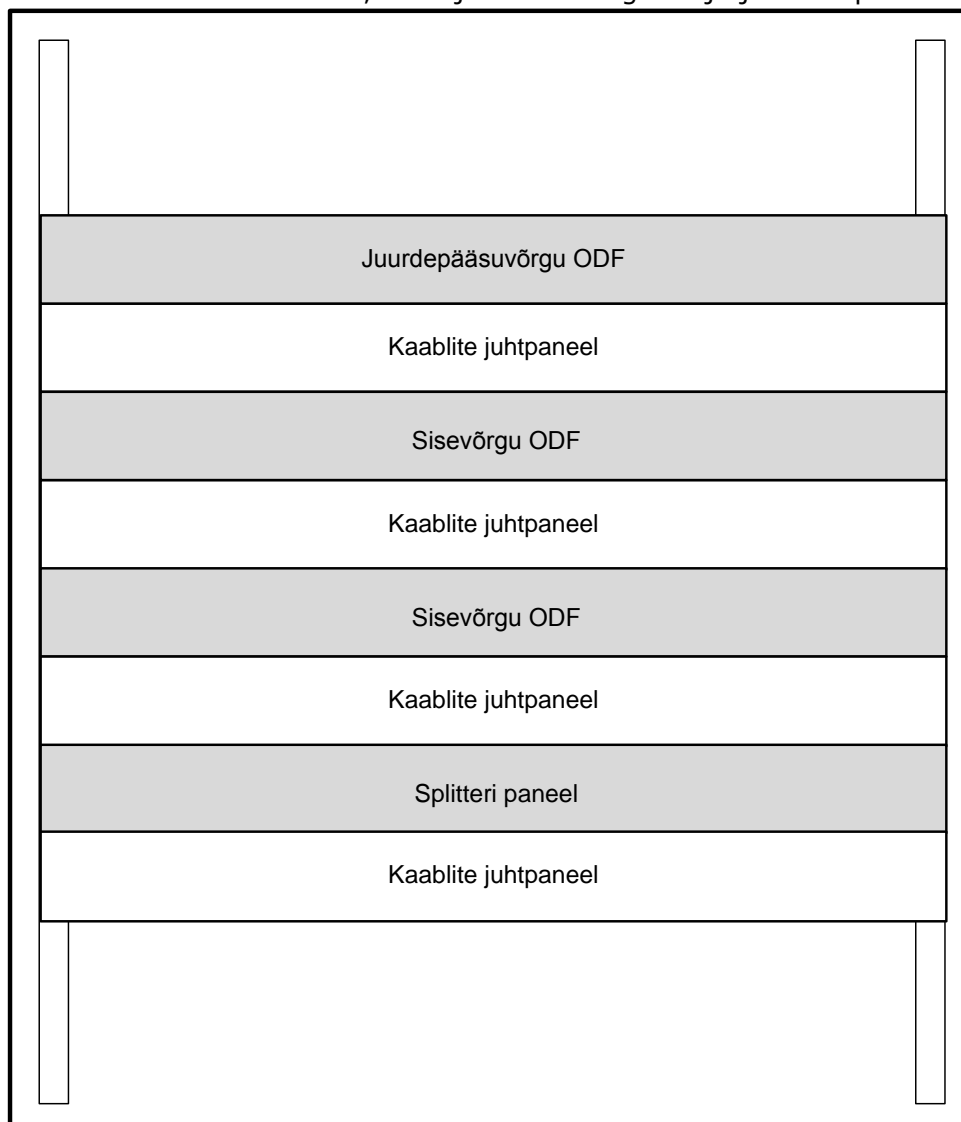 Juurdepääsuvõrgu ODF
Kaablite juhtpaneel
Sisevõrgu ODF
Kaablite juhtpaneel
Sisevõrgu ODF
Kaablite juhtpaneel
Splitteri paneel
Kaablite juhtpaneel